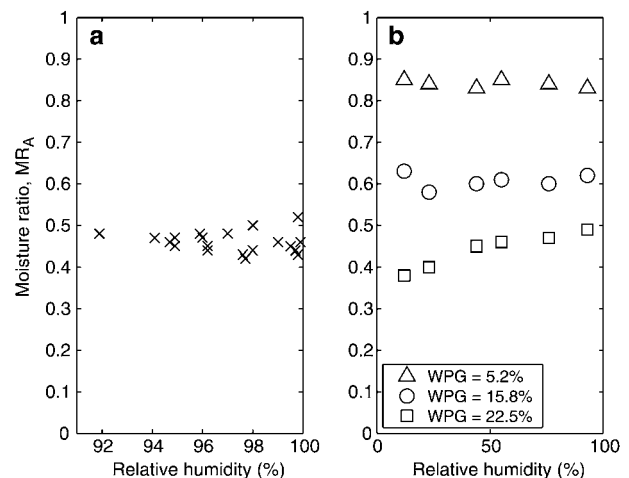 a
1
0.9
0.8
0.7
0.6
0.5
0.4
0.3
0.2
0.1
0
92 94 96 98 100
Moisture ratio, MR_A
Relative humidity (%)
b
1
0.9
0.8
0.7
0.6
0.5
0.4
0.3
0.2
0.1
0
WPG = 5.2%
WPG = 15.8%
WPG = 22.5%
0 50 100
Relative humidity (%)